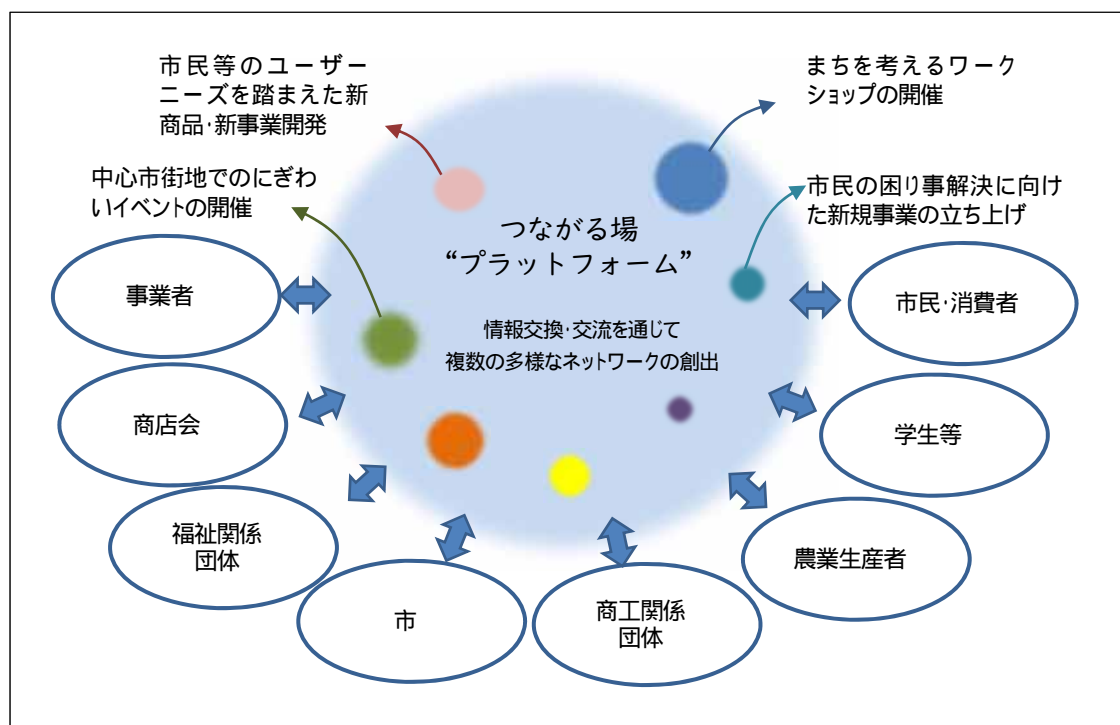 市民等のユーザー
ニーズを踏まえた新
商品･新事業開発
まちを考えるワーク
ショップの開催
中心市街地でのにぎわ
いイベントの開催
市民の困り事解決に向け
た新規事業の立ち上げ
つながる場
“プラットフォーム”
情報交換･交流を通じて
複数の多様なネットワークの創出
事業者
商店会
福祉関係
団体
市
商工関係
団体
農業生産者
学生等
市民･消費者